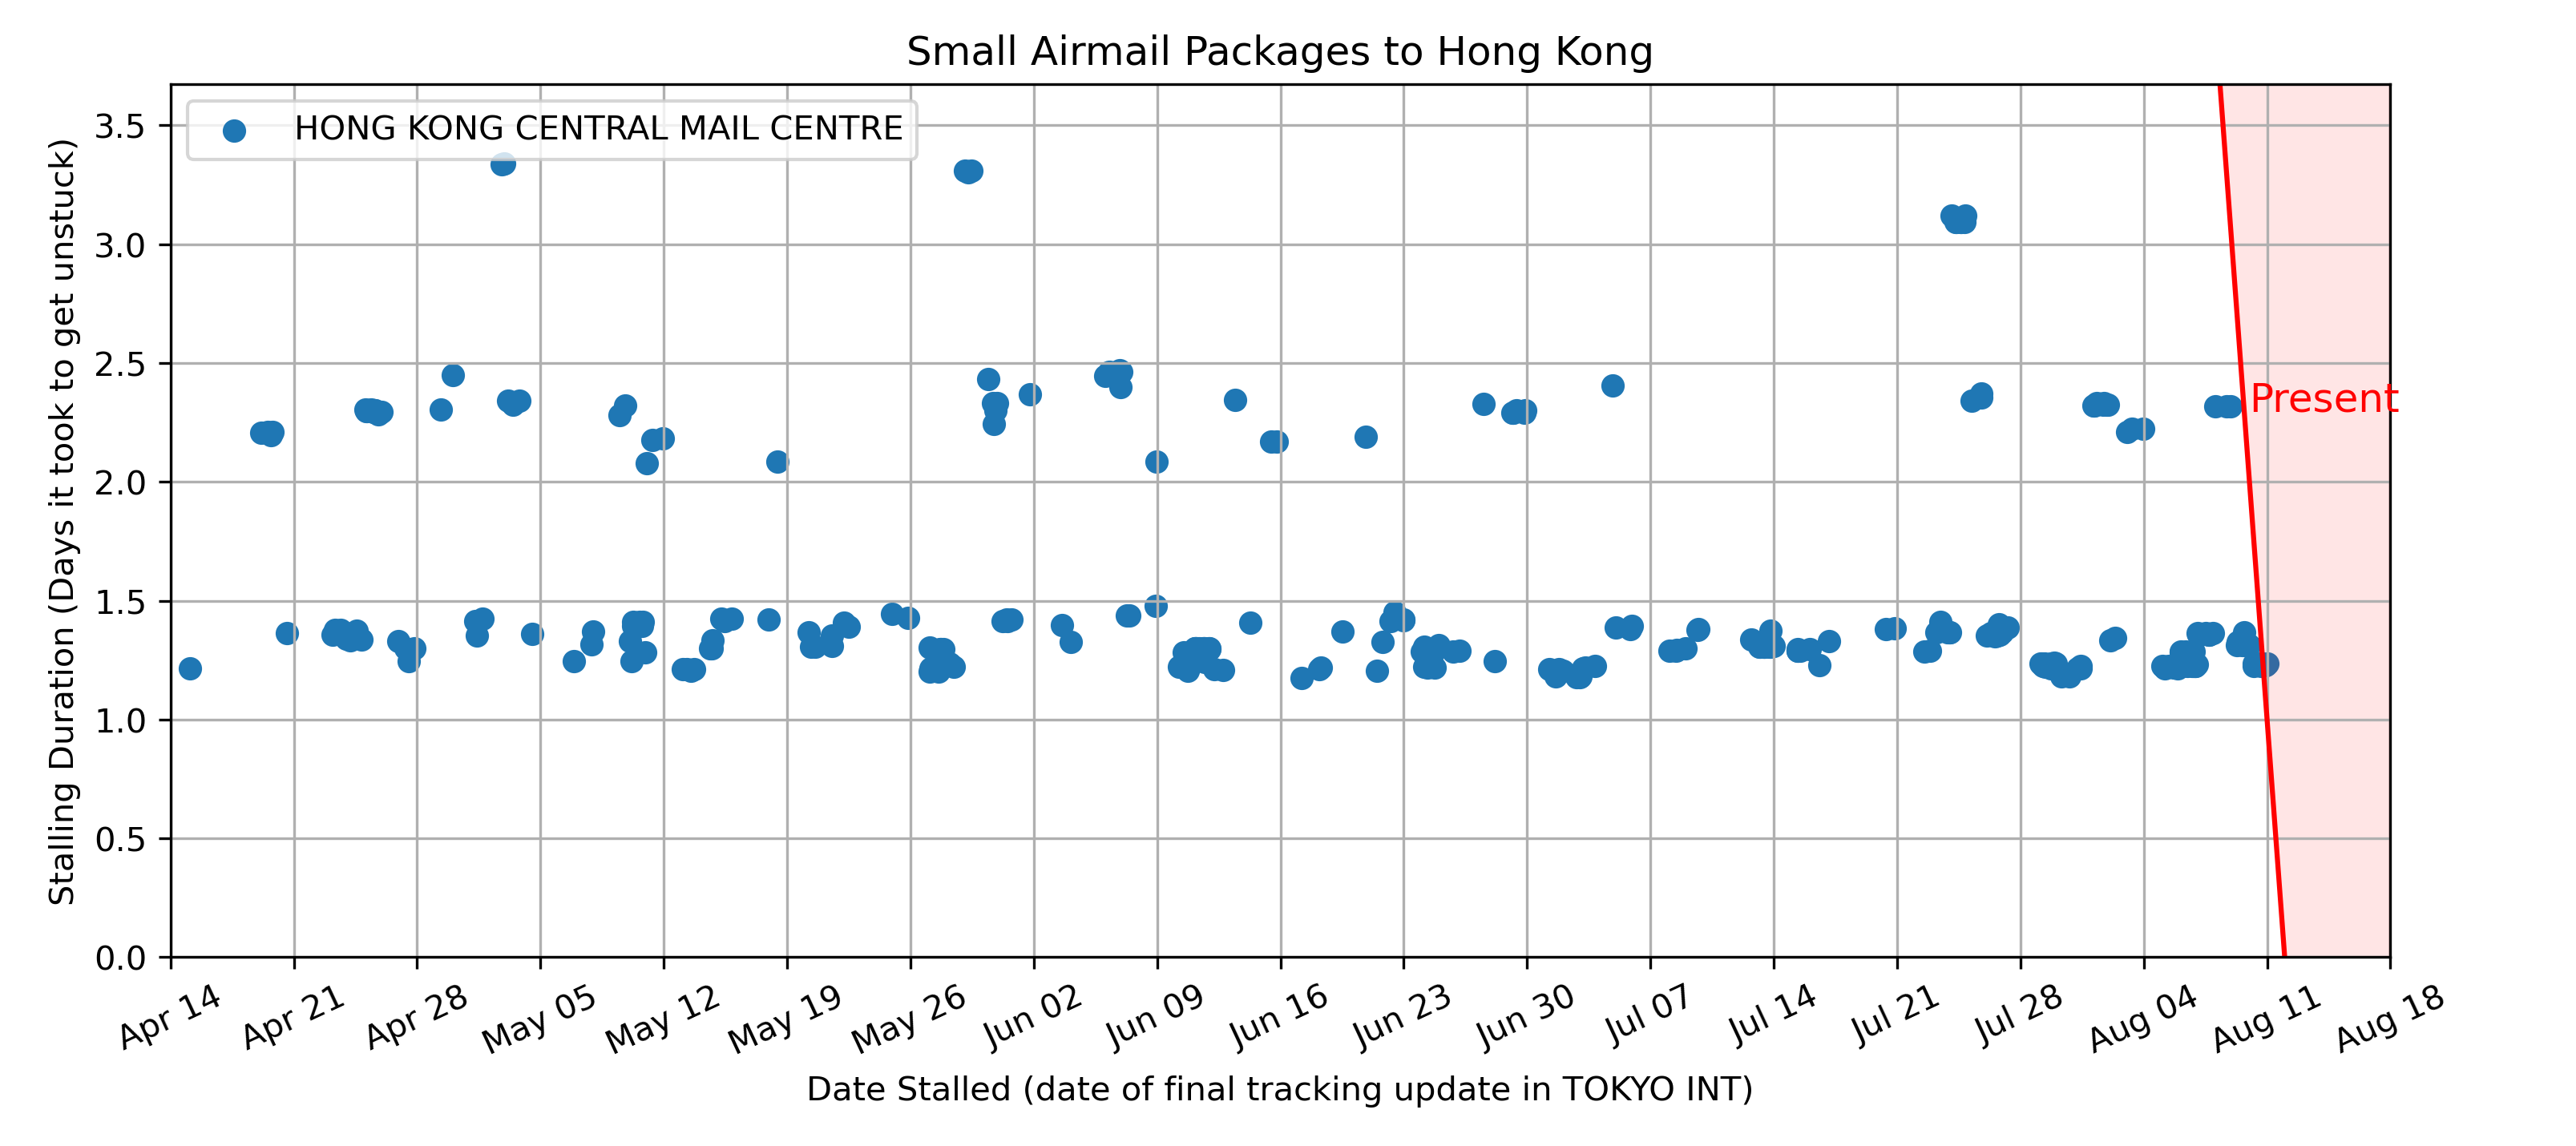 Small Airmail Packages to Hong Kong
HONG KONG CENTRAL MAIL CENTRE
Stalling Duration (Days it took to get unstuck)
3.5
3.0
2.5
2.0
1.5
1.0
0.5
0.0
Present
Apr 14
Apr 21
Apr 28
May 05
May 12
May 19
May 26
Jun 02
Jun 09
Jun 16
Jun 23
Jun 30
Jul 07
Jul 14
Jul 21
Jul 28
Aug 04
Aug 11
Aug 18
Date Stalled (date of final tracking update in TOKYO INT)